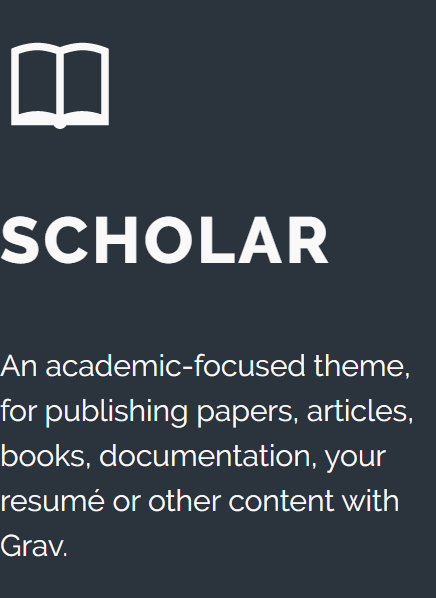 SCHOLAR
An academic-focused theme,
for publishing papers, articles,
books, documentation, your
resumé or other content with
Grav.